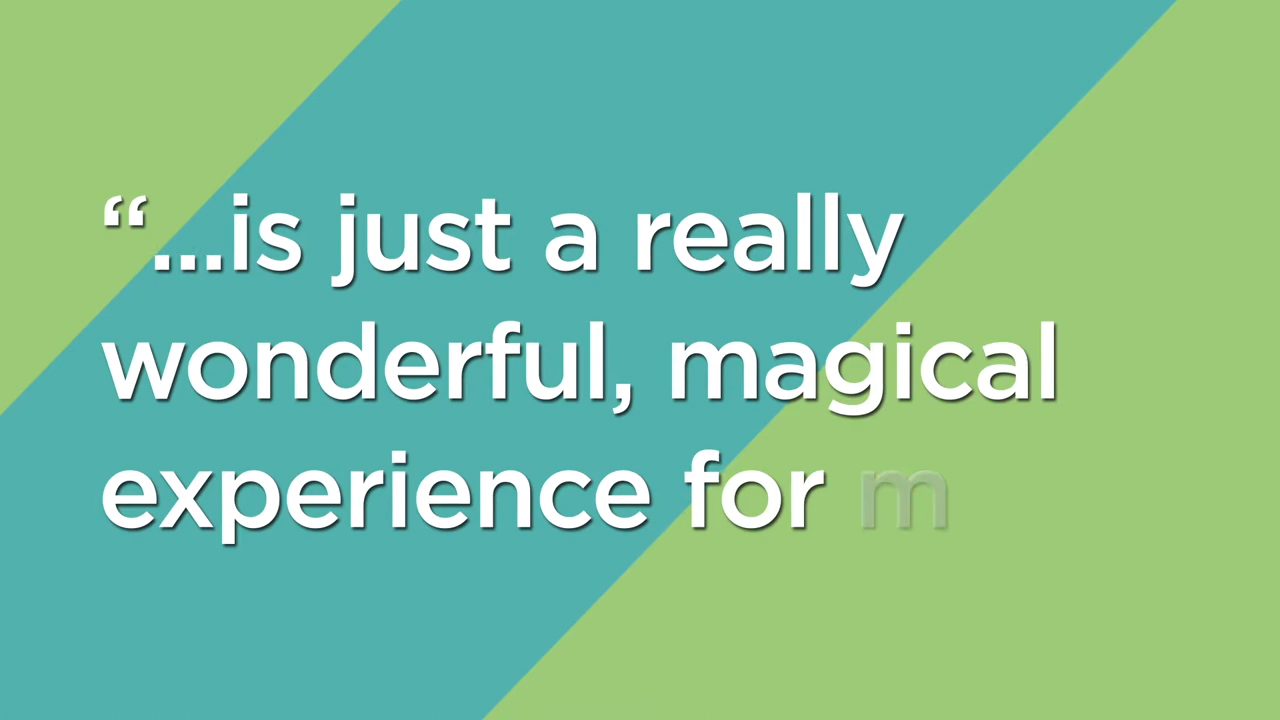 “...is just a really
wonderful, magical
experience for m